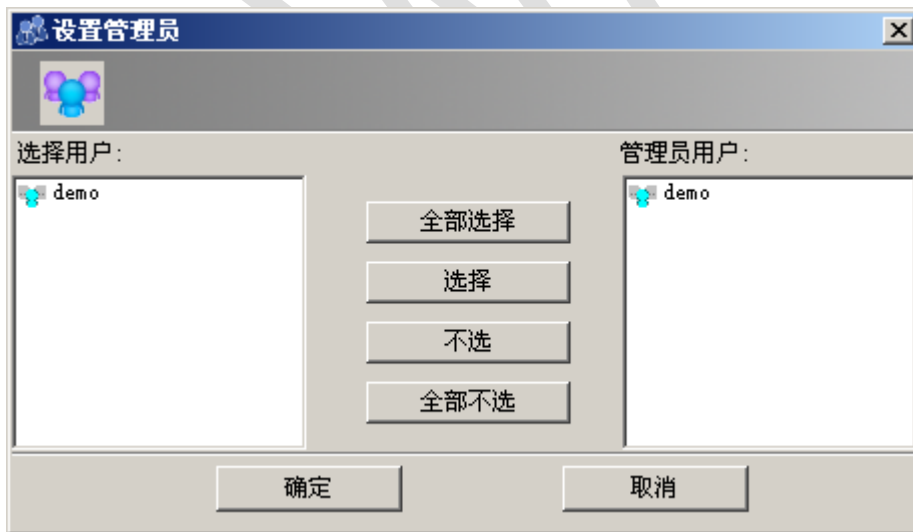 设置管理员
选择用户:
管理员用户:
demo
demo
全部选择
选择
不选
全部不选
确定
取消